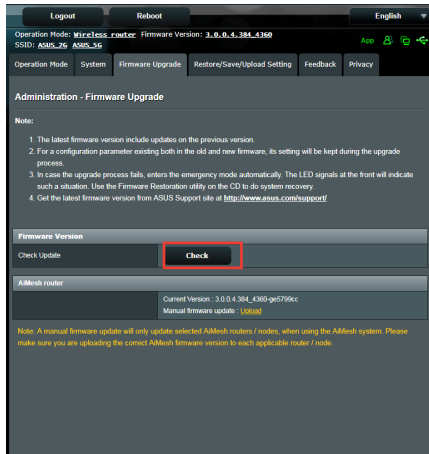 Logout Reboot English
Operation Mode: Wireless router Firmware Version: 3.0.0.4.384_4360
SSID: ASUS_2G ASUS_5G
App
Operation Mode System Firmware Upgrade Restore/Save/Upload Setting Feedback Privacy
Administration - Firmware Upgrade
Note:
1. The latest firmware version include updates on the previous version.
2. For a configuration parameter existing both in the old and new firmware, its setting will be kept during the upgrade
process.
3. In case the upgrade process fails, enters the emergency mode automatically. The LED signals at the front will indicate
such a situation. Use the Firmware Restoration utility on the CD to do system recovery.
4. Get the latest firmware version from ASUS Support site at http://www.asus.com/support/
Firmware Version
Check Update Check
AiMesh router
Current Version : 3.0.0.4.384_4360-ge5799cc
Manual firmware update : Upload
Note: A manual firmware update will only update selected AiMesh routers / nodes, when using the AiMesh system. Please
make sure you are uploading the correct AiMesh firmware version to each applicable router / node.